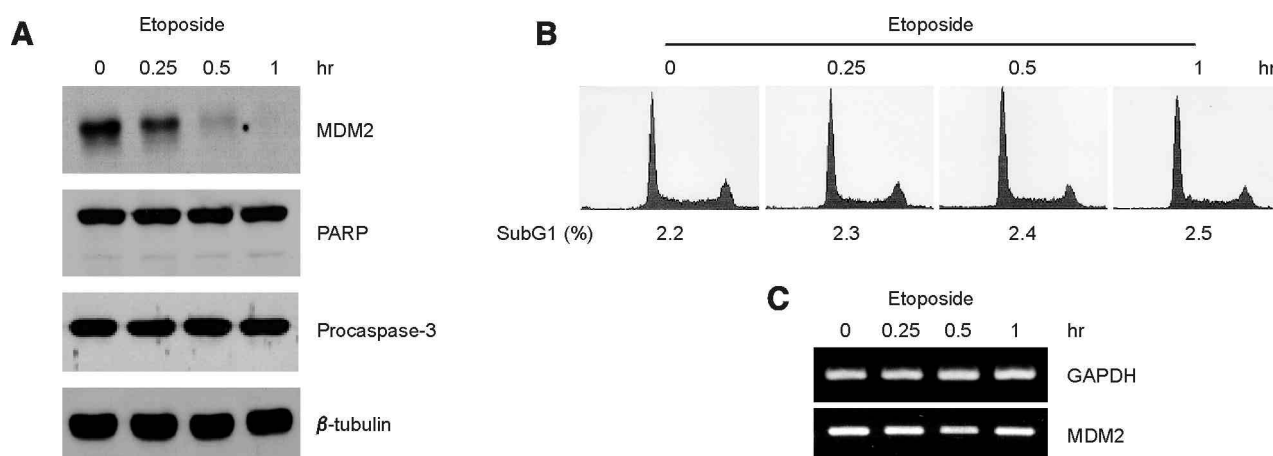 A
Etoposide
0 0.25 0.5 1 hr
MDM2
PARP
Procaspase-3
β-tubulin
B
Etoposide
0 0.25 0.5 1 hr
SubG1 (%) 2.2 2.3 2.4 2.5
C
Etoposide
0 0.25 0.5 1 hr
GAPDH
MDM2